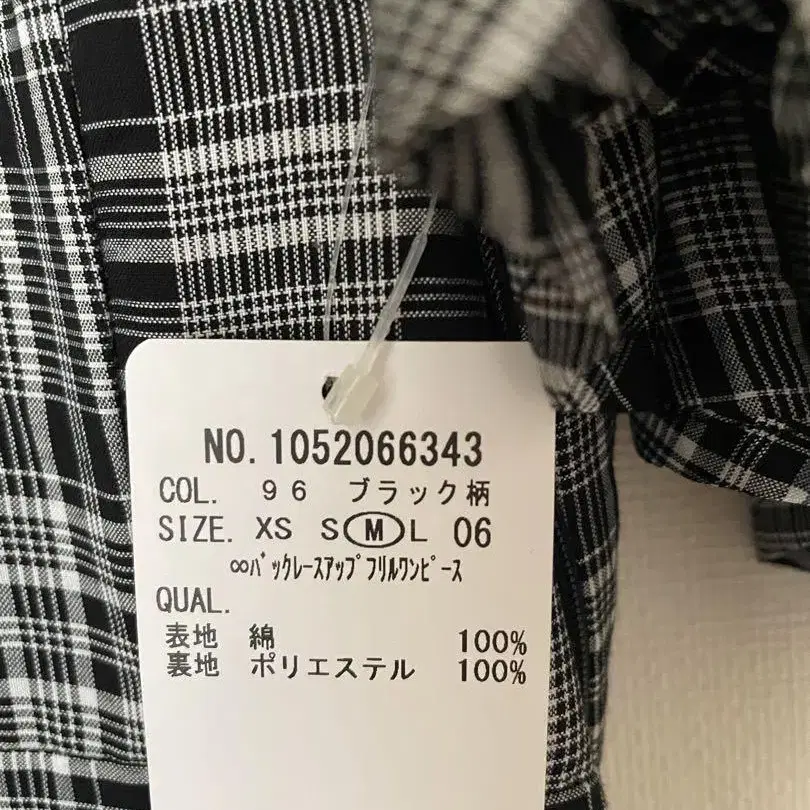 NO. 1052066343
COL. 96 ブラック柄
SIZE. XS S M L 06
∞ﾊﾞｯｸﾚｰｽｱｯﾌﾟﾌﾘﾙﾜﾝﾋﾟｰｽ
QUAL.
表地 綿 100%
裏地 ポリエステル 100%